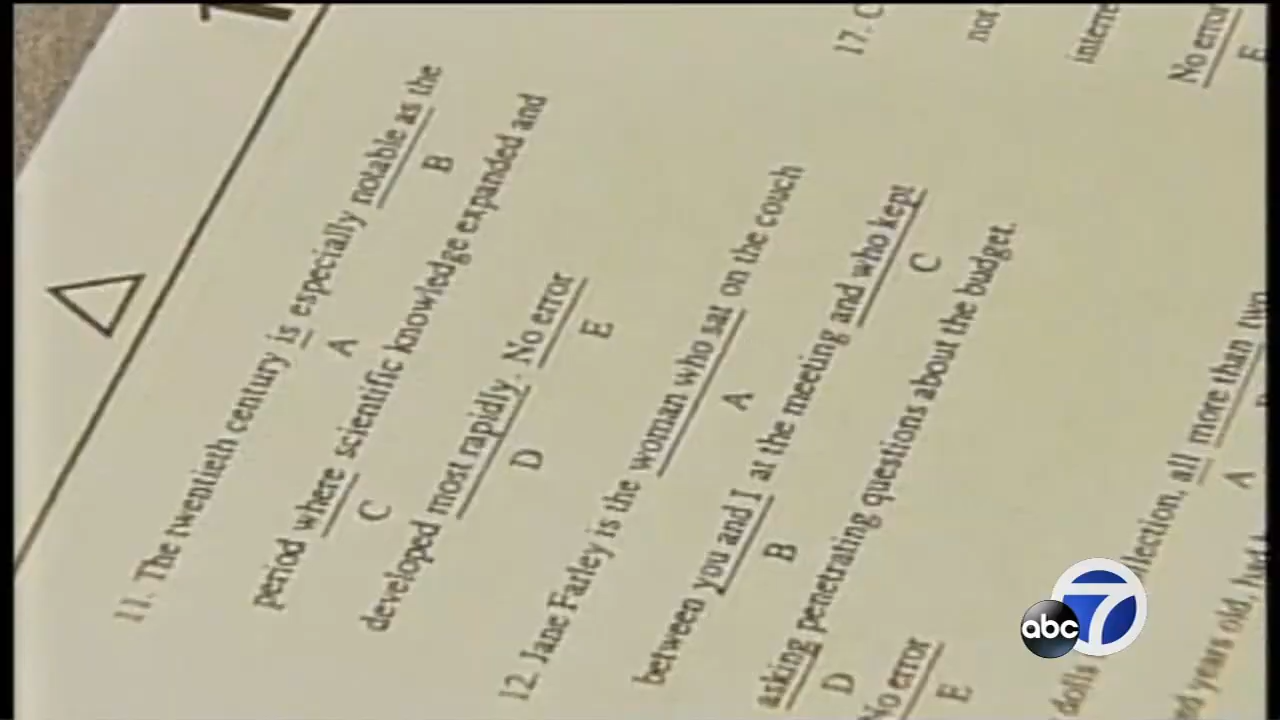 11. The twentieth century is especially notable as the
A B
period where scientific knowledge expanded and
C
developed most rapidly. No error
D E
12. Jane Farley is the woman who sat on the couch
A
between you and I at the meeting and who kept
B C
asking penetrating questions about the budget.
D
No error
E
17. C
not
No error
E
all more than two
A
dolls
years old, had
abc 7